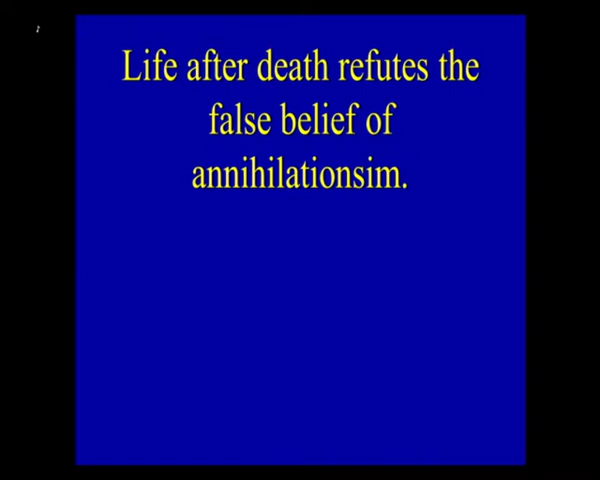 Life after death refutes the
false belief of
annihilationsim.